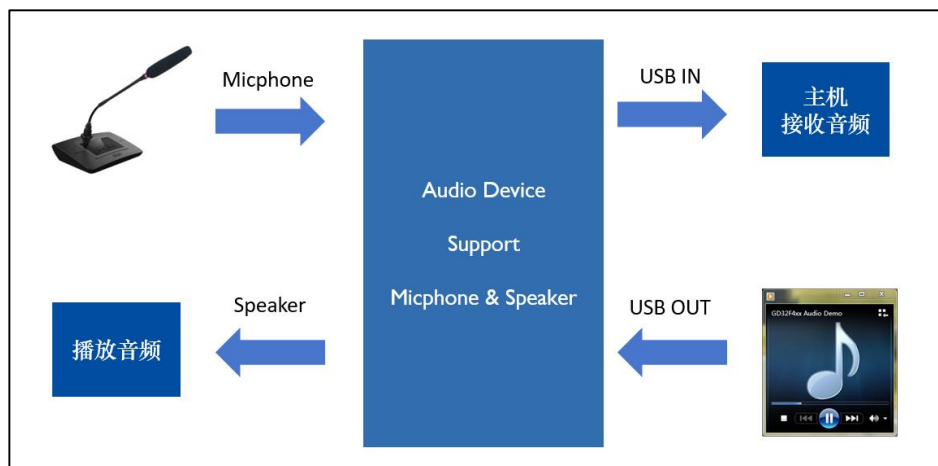 Micphone
USB IN
主机
接收音频
Audio Device
Support
Micphone & Speaker
Speaker
USB OUT
播放音频
GD32F4xx Audio Demo